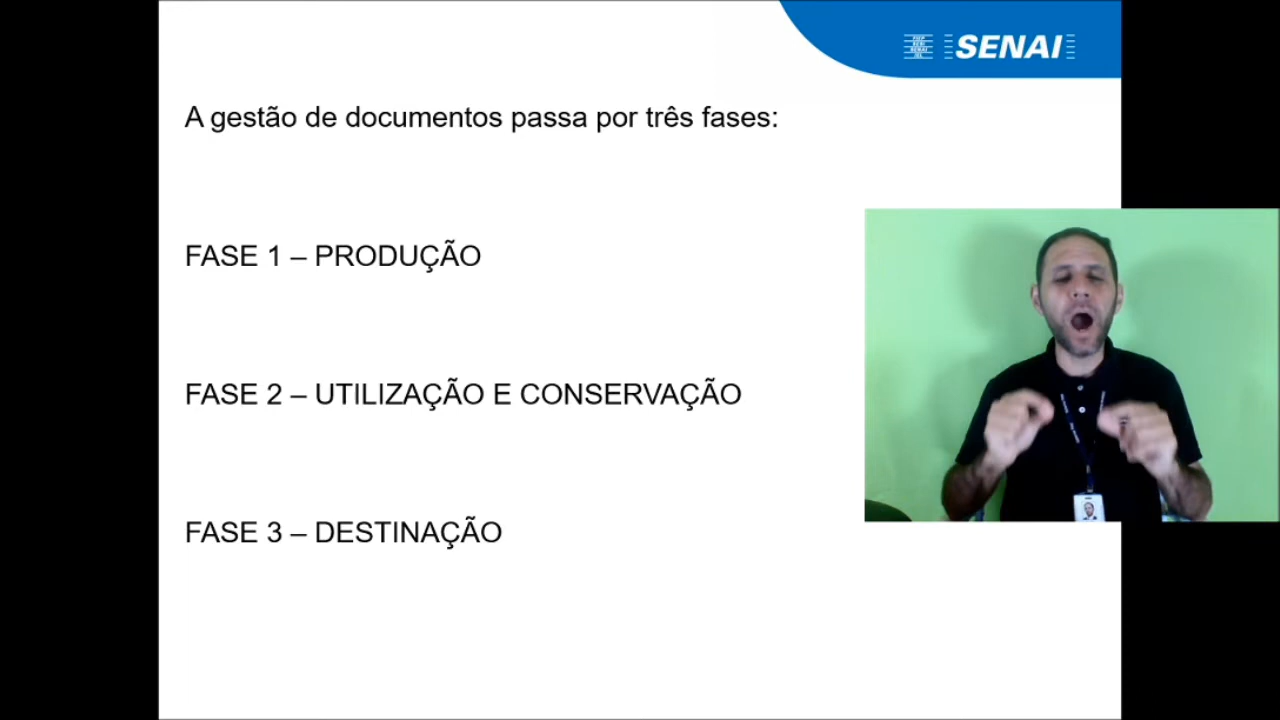 SENAI
A gestão de documentos passa por três fases:
FASE 1 – PRODUÇÃO
FASE 2 – UTILIZAÇÃO E CONSERVAÇÃO
FASE 3 – DESTINAÇÃO